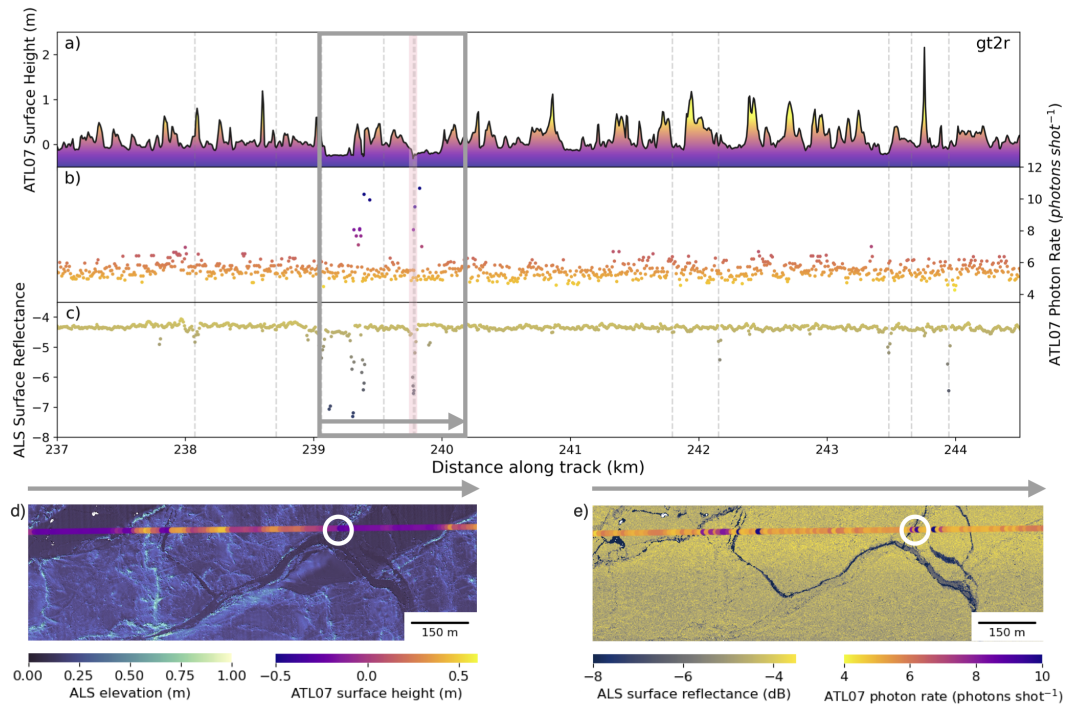 a)
gt2r
ATL07 Surface Height (m)
2
1
0
b)
12
10
8
6
4
ATL07 Photon Rate (photons shot⁻¹)
c)
ALS Surface Reflectance
−4
−5
−6
−7
−8
237 238 239 240 241 242 243 244
Distance along track (km)
d)
150 m
0.00 0.25 0.50 0.75 1.00
ALS elevation (m)
−0.5 0.0 0.5
ATL07 surface height (m)
e)
150 m
−8 −6 −4
ALS surface reflectance (dB)
4 6 8 10
ATL07 photon rate (photons shot⁻¹)